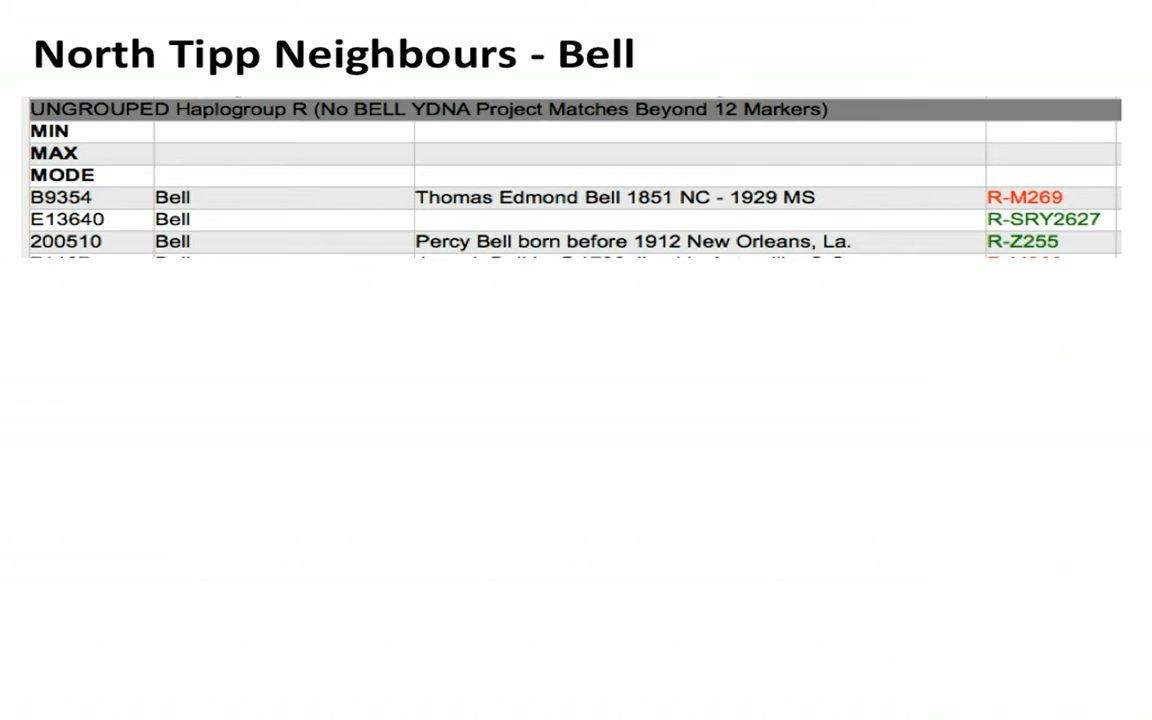 North Tipp Neighbours - Bell
UNGROUPED Haplogroup R (No BELL YDNA Project Matches Beyond 12 Markers)
MIN
MAX
MODE
B9354 Bell Thomas Edmond Bell 1851 NC - 1929 MS R-M269
E13640 Bell R-SRY2627
200510 Bell Percy Bell born before 1912 New Orleans, La. R-Z255